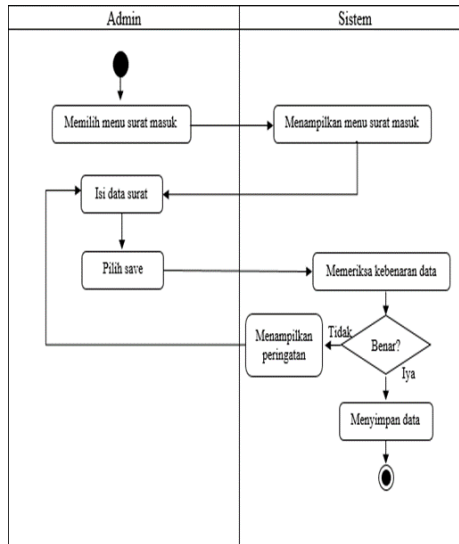 Admin
Sistem
Memilih menu surat masuk
Menampilkan menu surat masuk
Isi data surat
Pilih save
Memeriksa kebenaran data
Benar?
Tidak
Menampilkan
peringatan
Iya
Menyimpan data